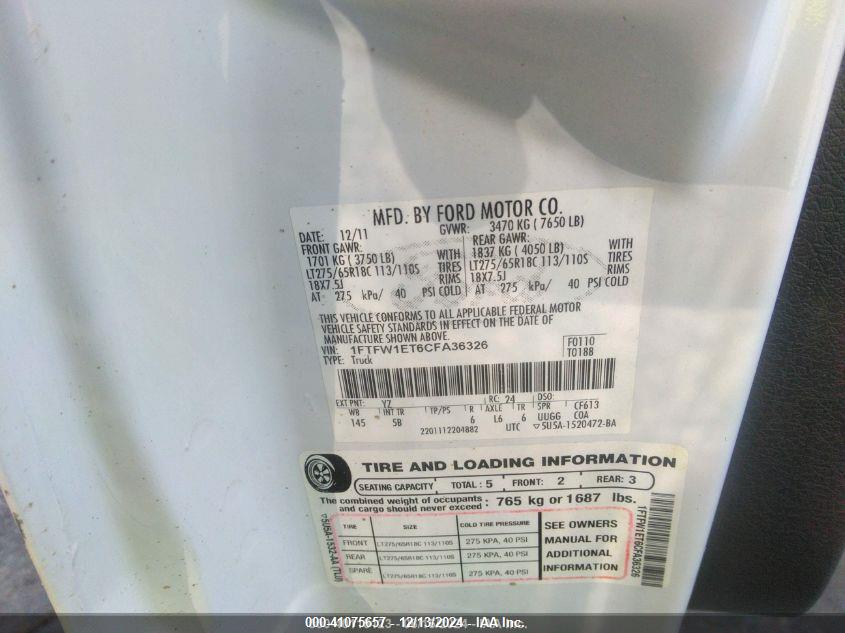 MFD. BY FORD MOTOR CO.
DATE: 12/11 GVWR: 3470 KG ( 7650 LB)
FRONT GAWR: REAR GAWR:
1701 KG ( 3750 LB) WITH 1837 KG ( 4050 LB) WITH
LT275/65R18C 113/110S TIRES LT275/65R18C 113/110S TIRES
18X7.5J RIMS 18X7.5J RIMS
AT 275 kPa/ 40 PSI COLD AT 275 kPa/ 40 PSI COLD
THIS VEHICLE CONFORMS TO ALL APPLICABLE FEDERAL MOTOR
VEHICLE SAFETY STANDARDS IN EFFECT ON THE DATE OF
MANUFACTURE SHOWN ABOVE.
VIN: 1FTFW1ET6CFA36326 F0110
TYPE: Truck T0188
EXT PNT: YZ RC: 24 DSO:
WB INT TR TP/PS R AXLE TR SPR CF613
145 5B 6 L6 6 UUGG COA
2201112204882 UTC ▽5U5A-1520472-BA
TIRE AND LOADING INFORMATION
SEATING CAPACITY TOTAL: 5 FRONT: 2 REAR: 3
The combined weight of occupants and cargo should never exceed : 765 kg or 1687 lbs.
TIRE SIZE COLD TIRE PRESSURE
FRONT LT275/65R18C 113/110S 275 KPA, 40 PSI
REAR LT275/65R18C 113/110S 275 KPA, 40 PSI
SPARE LT275/65R18C 113/110S 275 KPA, 40 PSI
SEE OWNERS
MANUAL FOR
ADDITIONAL
INFORMATION
▽5U5A-1532-AA (TLU)
1FTFW1ET6CFA36326
000-41075657 - 12/13/2024 - IAA Inc.